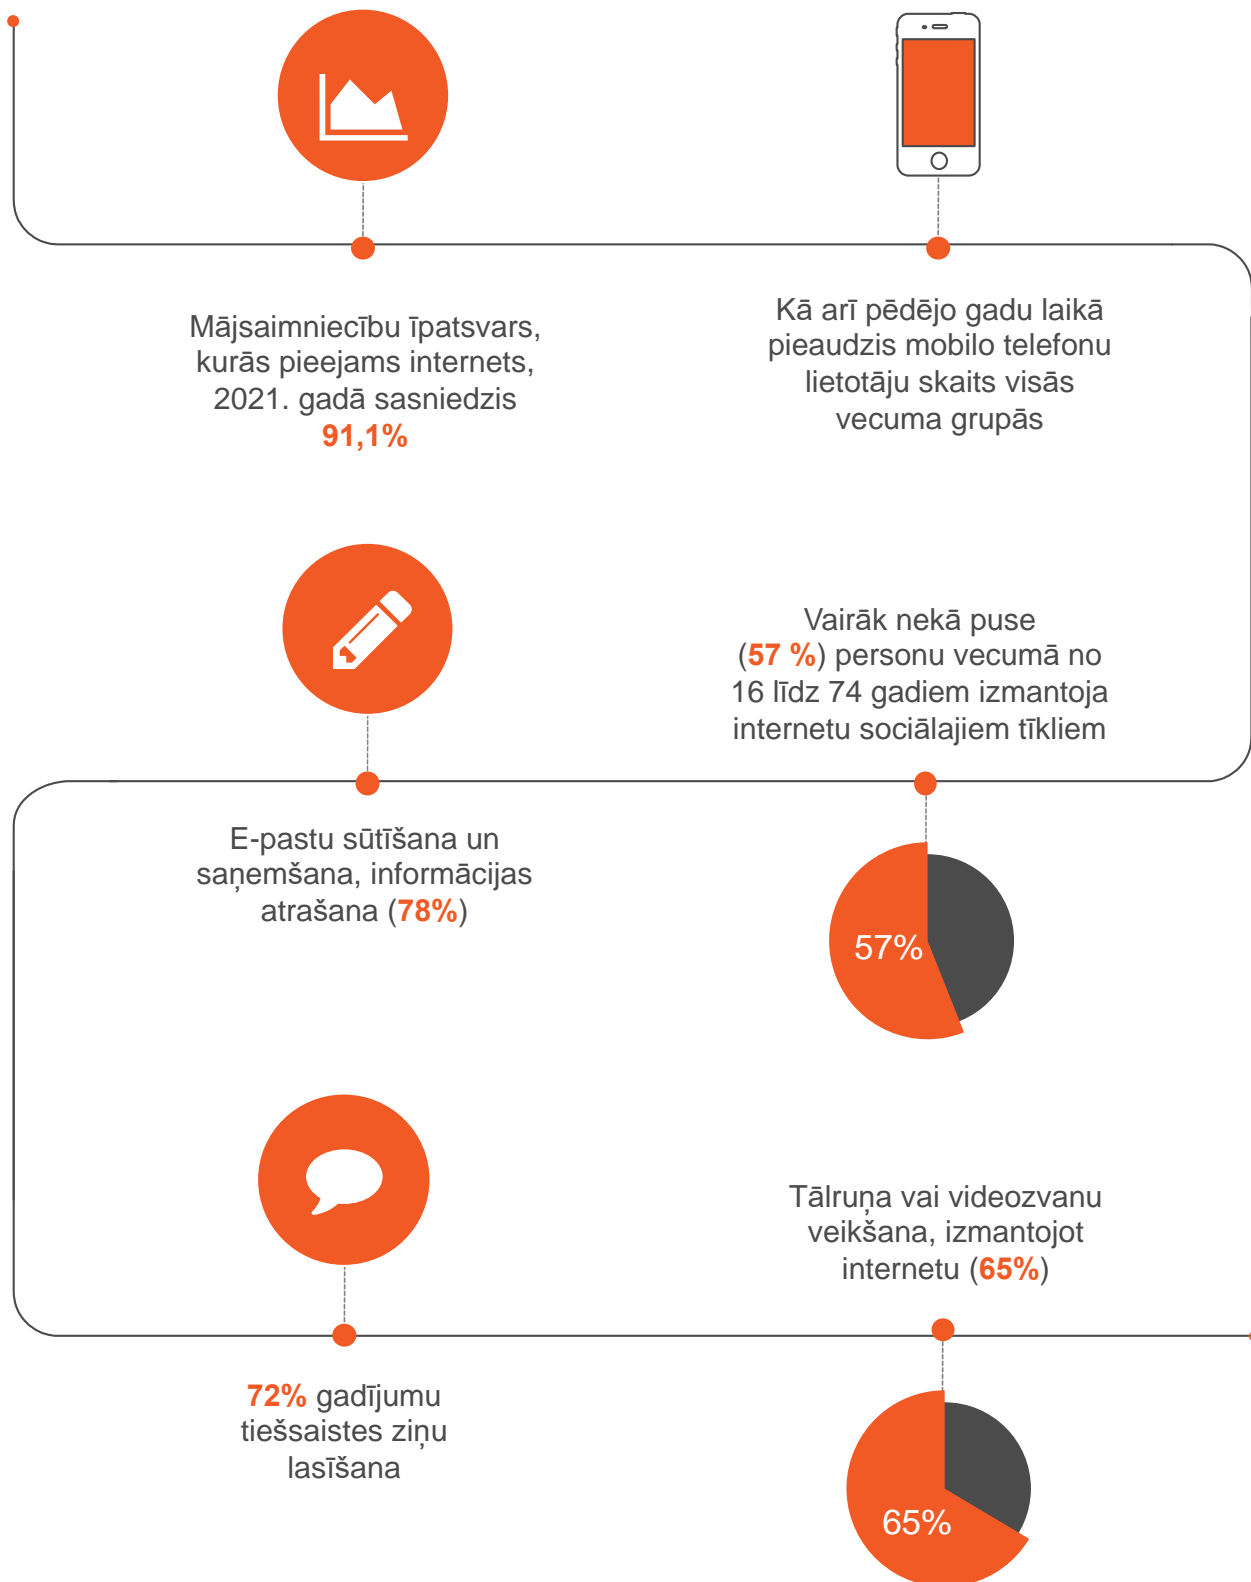 Mājsaimniecību īpatsvars,
kurās pieejams internets,
2021. gadā sasniedzis
91,1%
Kā arī pēdējo gadu laikā
pieaudzis mobilo telefonu
lietotāju skaits visās
vecuma grupās
Vairāk nekā puse
(57 %) personu vecumā no
16 līdz 74 gadiem izmantoja
internetu sociālajiem tīkliem
57%
E-pastu sūtīšana un
saņemšana, informācijas
atrašana (78%)
72% gadījumu
tiešsaistes ziņu
lasīšana
Tālruņa vai videozvanu
veikšana, izmantojot
internetu (65%)
65%